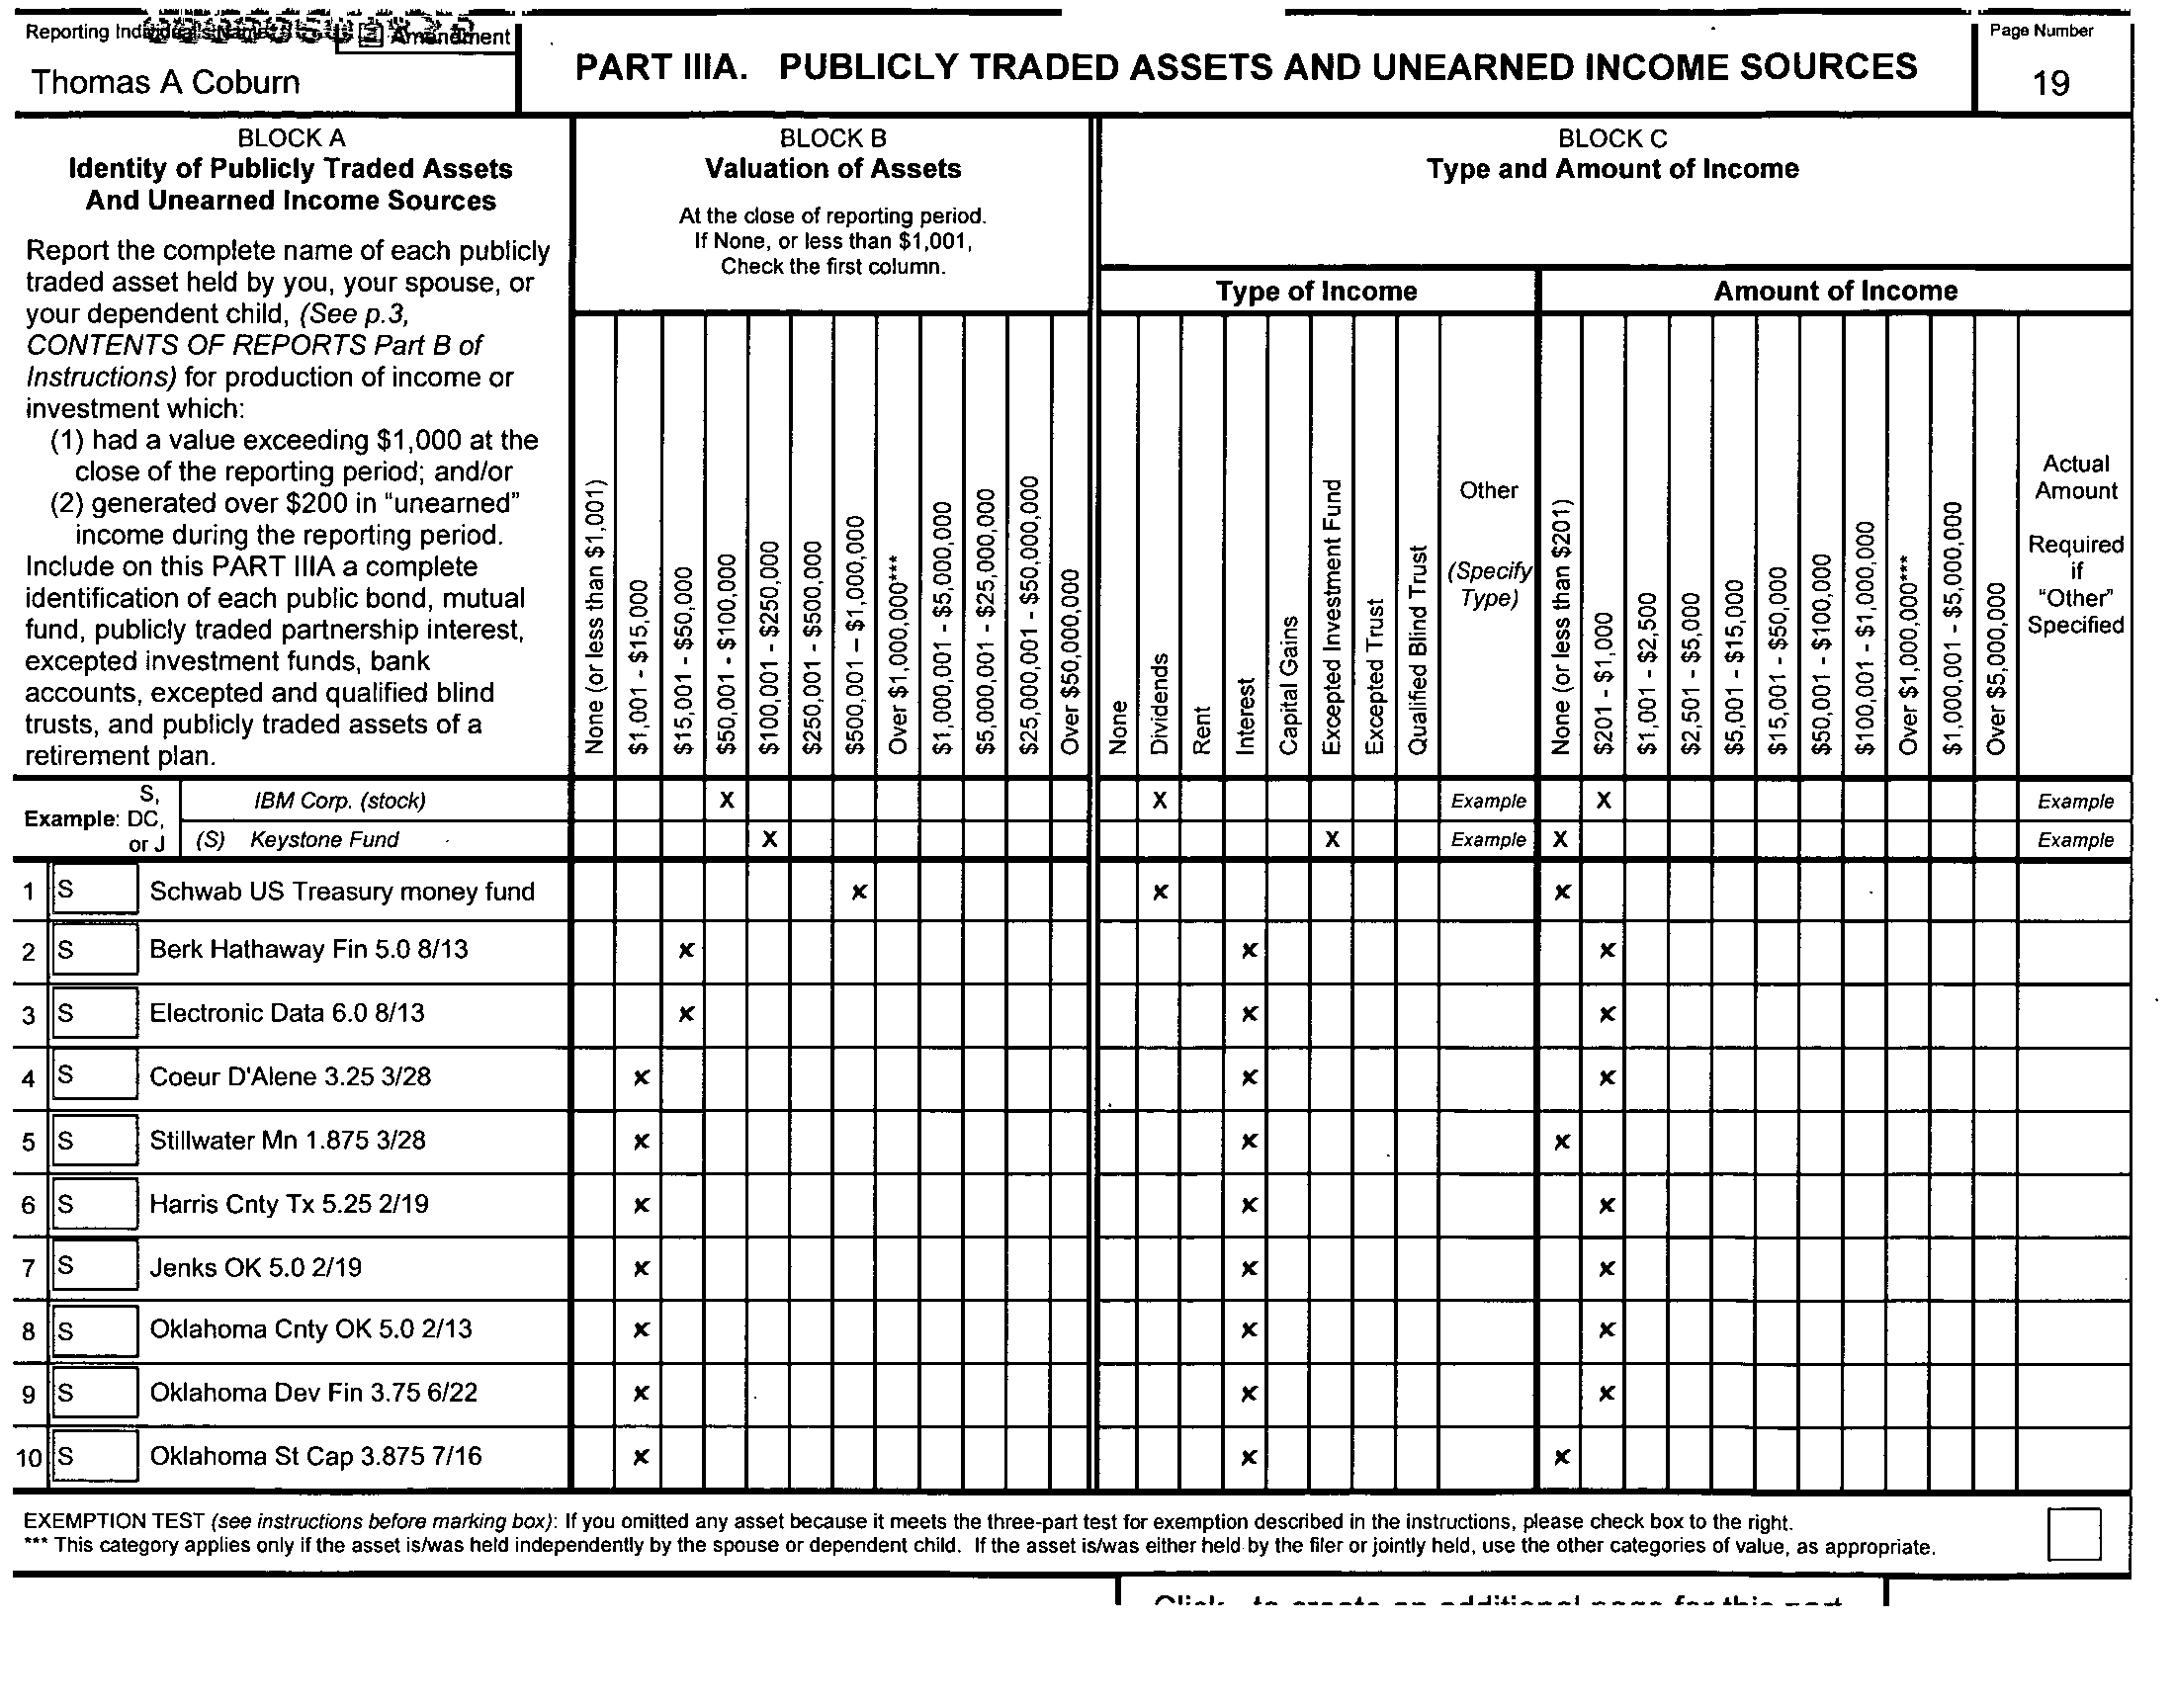 Reporting Individual's Name
Amendment
Thomas A Coburn
PART IIIA. PUBLICLY TRADED ASSETS AND UNEARNED INCOME SOURCES
Page Number
19
BLOCK A
Identity of Publicly Traded Assets
And Unearned Income Sources
Report the complete name of each publicly
traded asset held by you, your spouse, or
your dependent child, (See p.3,
CONTENTS OF REPORTS Part B of
Instructions) for production of income or
investment which:
(1) had a value exceeding $1,000 at the
close of the reporting period; and/or
(2) generated over $200 in "unearned"
income during the reporting period.
Include on this PART IIIA a complete
identification of each public bond, mutual
fund, publicly traded partnership interest,
excepted investment funds, bank
accounts, excepted and qualified blind
trusts, and publicly traded assets of a
retirement plan.
BLOCK B
Valuation of Assets
At the close of reporting period.
If None, or less than $1,001,
Check the first column.
None (or less than $1,001)
$1,001 - $15,000
$15,001 - $50,000
$50,001 - $100,000
$100,001 - $250,000
$250,001 - $500,000
$500,001 – $1,000,000
Over $1,000,000***
$1,000,001 - $5,000,000
$5,000,001 - $25,000,000
$25,000,001 - $50,000,000
Over $50,000,000
BLOCK C
Type and Amount of Income
Type of Income
None
Dividends
Rent
Interest
Capital Gains
Excepted Investment Fund
Excepted Trust
Qualified Blind Trust
Other
(Specify
Type)
Amount of Income
None (or less than $201)
$201 - $1,000
$1,001 - $2,500
$2,501 - $5,000
$5,001 - $15,000
$15,001 - $50,000
$50,001 - $100,000
$100,001 - $1,000,000
Over $1,000,000***
$1,000,001 - $5,000,000
Over $5,000,000
Actual
Amount
Required
if
"Other"
Specified
Example: S, DC, or J
IBM Corp. (stock) X X Example X Example
(S) Keystone Fund X X Example X Example
1 S Schwab US Treasury money fund x x x
2 S Berk Hathaway Fin 5.0 8/13 x x x
3 S Electronic Data 6.0 8/13 x x x
4 S Coeur D'Alene 3.25 3/28 x x x
5 S Stillwater Mn 1.875 3/28 x x x
6 S Harris Cnty Tx 5.25 2/19 x x x
7 S Jenks OK 5.0 2/19 x x x
8 S Oklahoma Cnty OK 5.0 2/13 x x x
9 S Oklahoma Dev Fin 3.75 6/22 x x x
10 S Oklahoma St Cap 3.875 7/16 x x x
EXEMPTION TEST (see instructions before marking box): If you omitted any asset because it meets the three-part test for exemption described in the instructions, please check box to the right.
*** This category applies only if the asset is/was held independently by the spouse or dependent child. If the asset is/was either held by the filer or jointly held, use the other categories of value, as appropriate.